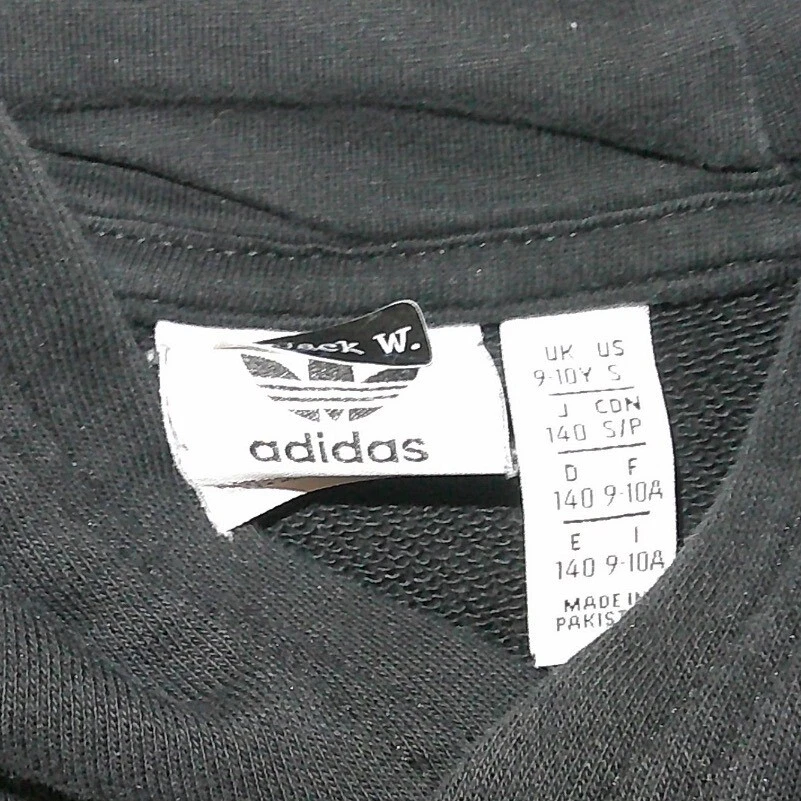 W.
adidas
UK US
9-10Y S
J CDN
140 S/P
D F
140 9-10A
E I
140 9-10A
MADE IN